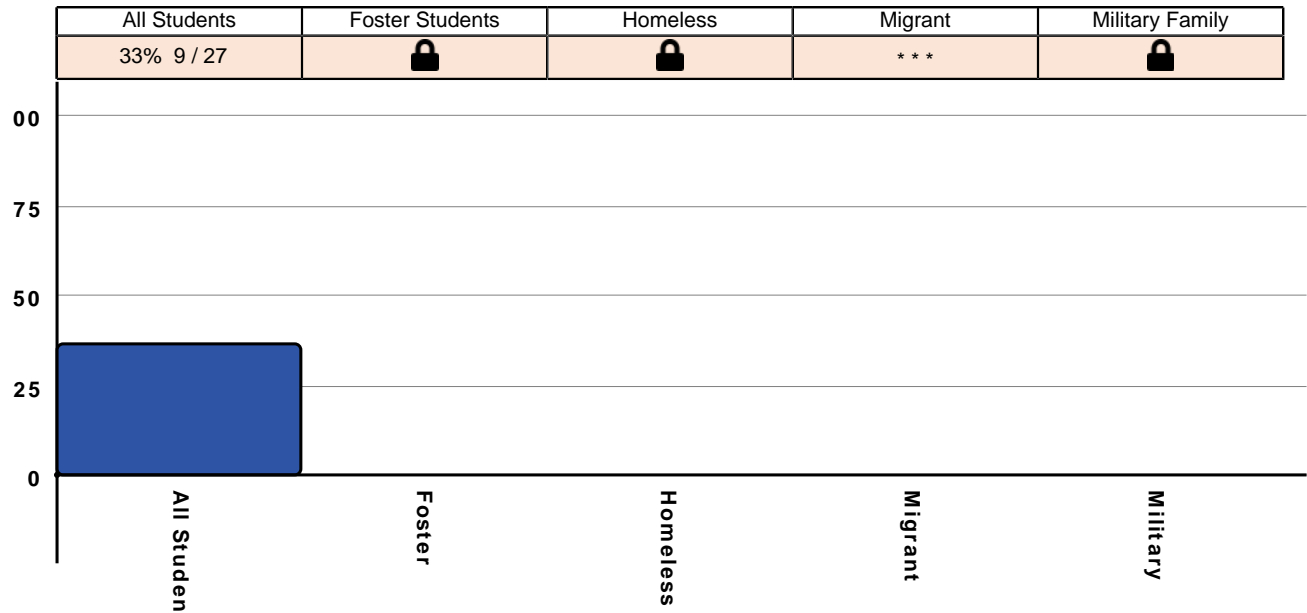 All Students Foster Students Homeless Migrant Military Family
33% 9 / 27 * * *
00
75
50
25
0
All Studen
Foster
Homeless
Migrant
Military